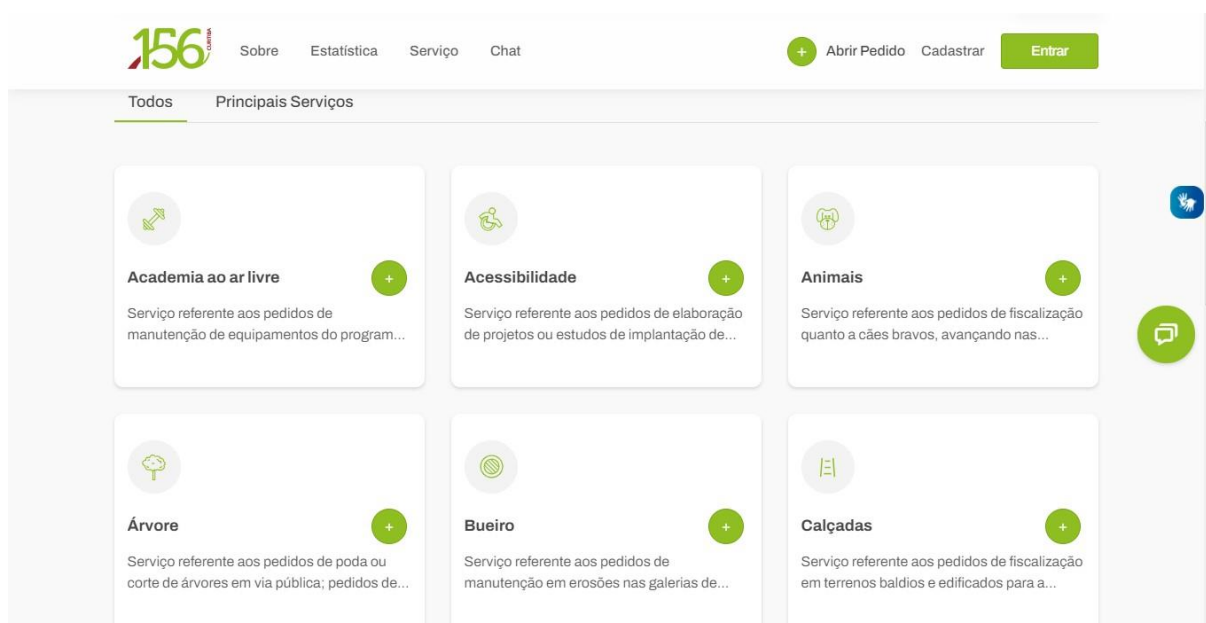 156 CURITIBA
Sobre Estatística Serviço Chat
+ Abrir Pedido Cadastrar Entrar
Todos Principais Serviços
Academia ao ar livre +
Serviço referente aos pedidos de
manutenção de equipamentos do program...
Acessibilidade +
Serviço referente aos pedidos de elaboração
de projetos ou estudos de implantação de...
Animais +
Serviço referente aos pedidos de fiscalização
quanto a cães bravos, avançando nas...
Árvore +
Serviço referente aos pedidos de poda ou
corte de árvores em via pública; pedidos de...
Bueiro +
Serviço referente aos pedidos de
manutenção em erosões nas galerias de...
Calçadas +
Serviço referente aos pedidos de fiscalização
em terrenos baldios e edificados para a...